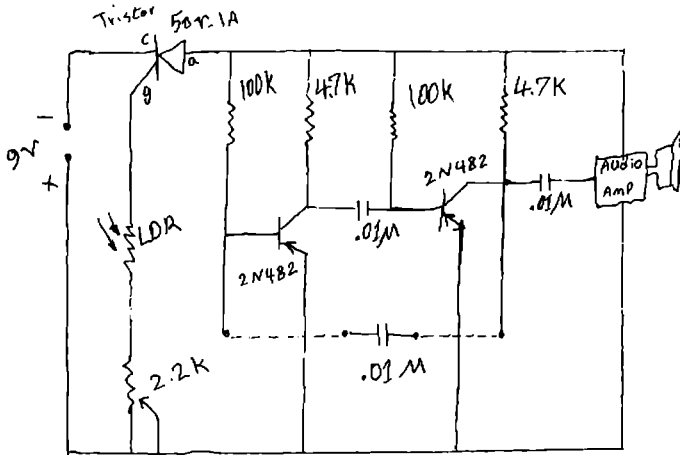 Tristor 50v-1A
c
a
g
100K
4.7K
100K
4.7K
-
9v
+
LDR
2N482
2N482
.01M
.01M
Audio
Amp
.01M
2.2K